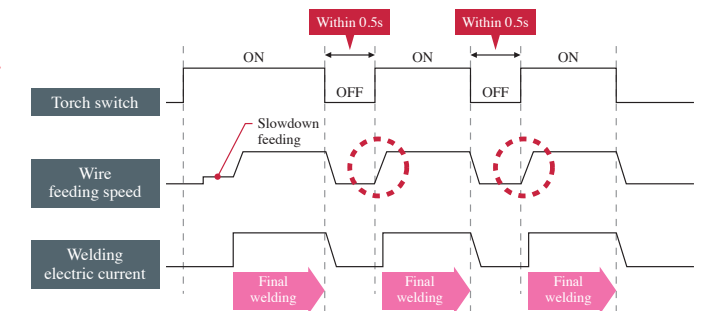 Within 0.5s
Within 0.5s
ON
ON
ON
OFF
OFF
Torch switch
Slowdown
feeding
Wire
feeding speed
Welding
electric current
Final
welding
Final
welding
Final
welding